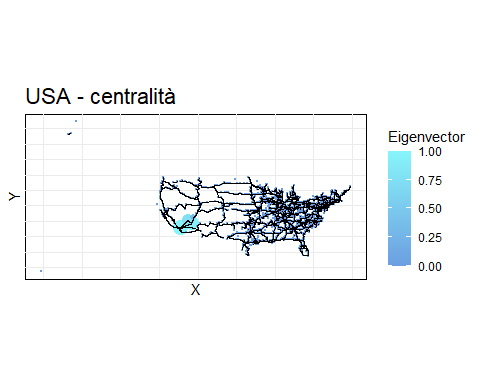 USA - centralità
Eigenvector
1.00
0.75
0.50
0.25
0.00
Y
X